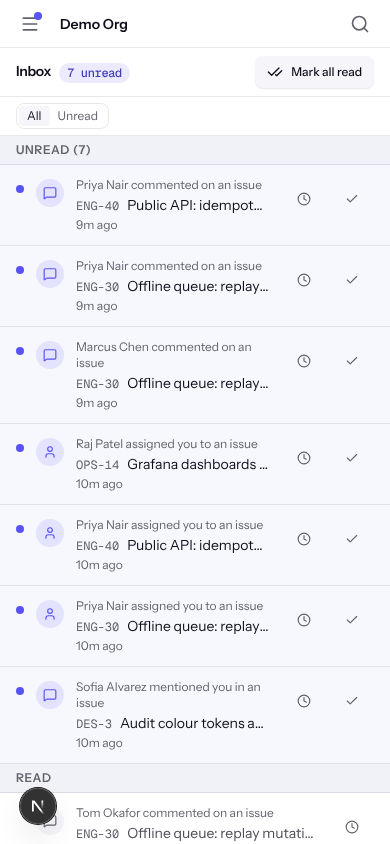 Demo Org
Inbox
7 unread
Mark all read
All
Unread
UNREAD (7)
Priya Nair commented on an issue
ENG-40 Public API: idempot...
9m ago
Priya Nair commented on an issue
ENG-30 Offline queue: replay...
9m ago
Marcus Chen commented on an
issue
ENG-30 Offline queue: replay...
9m ago
Raj Patel assigned you to an issue
OPS-14 Grafana dashboards ...
10m ago
Priya Nair assigned you to an issue
ENG-40 Public API: idempot...
10m ago
Priya Nair assigned you to an issue
ENG-30 Offline queue: replay...
10m ago
Sofia Alvarez mentioned you in an
issue
DES-3 Audit colour tokens a...
10m ago
READ
Tom Okafor commented on an issue
ENG-30 Offline queue: replay mutati...
N